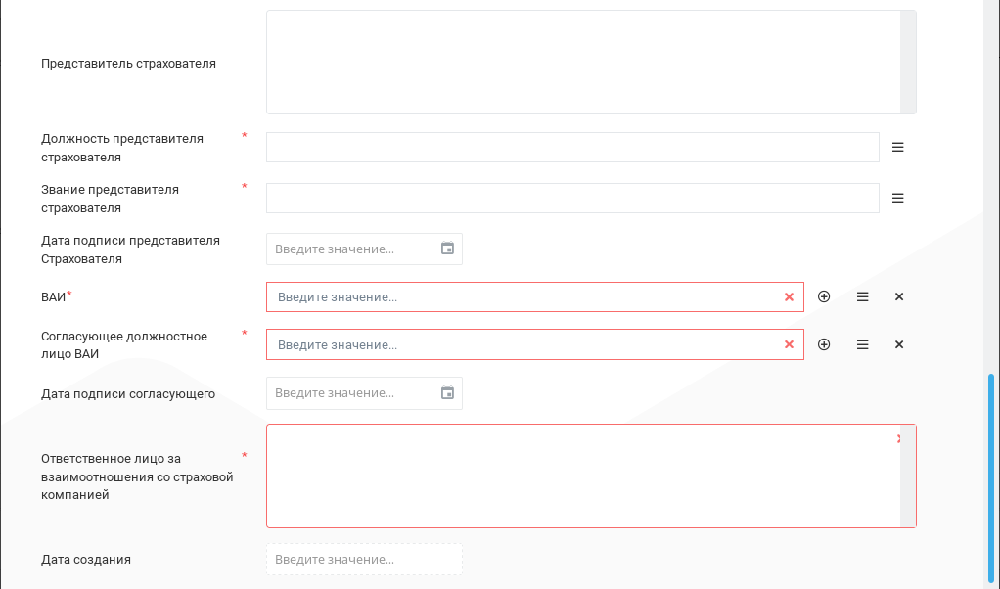 Представитель страхователя
Должность представителя *
страхователя
Звание представителя *
страхователя
Дата подписи представителя
Страхователя
Введите значение...
ВАИ* Введите значение...
Согласующее должностное *
лицо ВАИ
Введите значение...
Дата подписи согласующего Введите значение...
Ответственное лицо за *
взаимоотношения со страховой
компанией
Дата создания Введите значение...